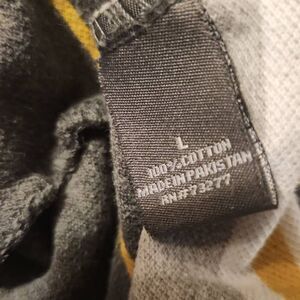 L
100% COTTON
MADE IN PAKISTAN
RN# 73277